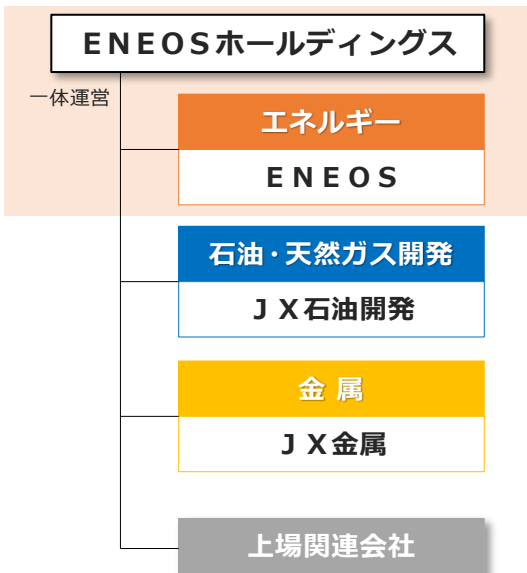 ENEOSホールディングス
一体運営
エネルギー
ENEOS
石油・天然ガス開発
JX石油開発
金属
JX金属
上場関連会社